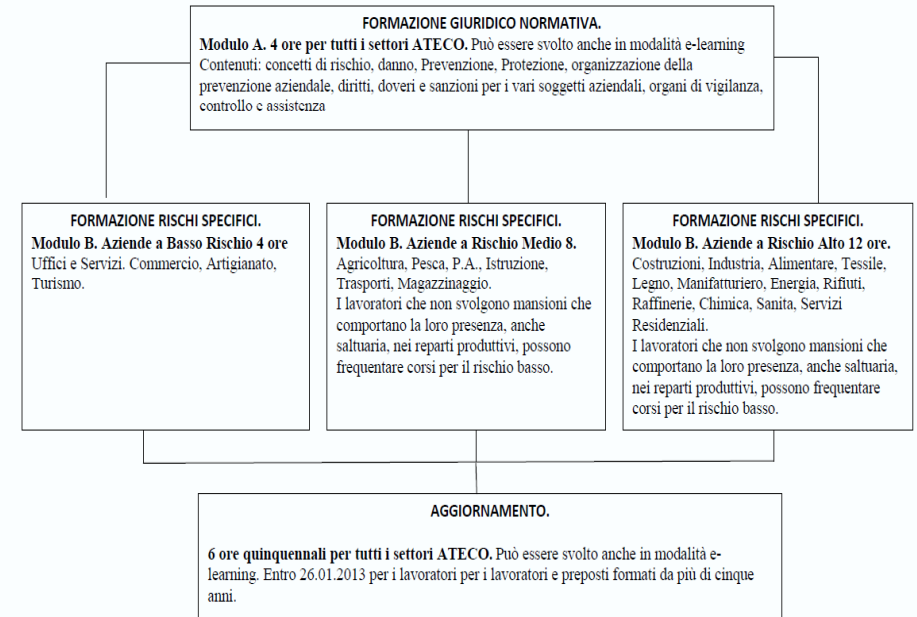 FORMAZIONE GIURIDICO NORMATIVA.
Modulo A. 4 ore per tutti i settori ATECO. Può essere svolto anche in modalità e-learning
Contenuti: concetti di rischio, danno, Prevenzione, Protezione, organizzazione della
prevenzione aziendale, diritti, doveri e sanzioni per i vari soggetti aziendali, organi di vigilanza,
controllo e assistenza
FORMAZIONE RISCHI SPECIFICI.
Modulo B. Aziende a Basso Rischio 4 ore
Uffici e Servizi. Commercio, Artigianato,
Turismo.
FORMAZIONE RISCHI SPECIFICI.
Modulo B. Aziende a Rischio Medio 8.
Agricoltura, Pesca, P.A., Istruzione,
Trasporti, Magazzinaggio.
I lavoratori che non svolgono mansioni che
comportano la loro presenza, anche
saltuaria, nei reparti produttivi, possono
frequentare corsi per il rischio basso.
FORMAZIONE RISCHI SPECIFICI.
Modulo B. Aziende a Rischio Alto 12 ore.
Costruzioni, Industria, Alimentare, Tessile,
Legno, Manifatturiero, Energia, Rifiuti,
Raffinerie, Chimica, Sanita, Servizi
Residenziali.
I lavoratori che non svolgono mansioni che
comportano la loro presenza, anche saltuaria,
nei reparti produttivi, possono frequentare
corsi per il rischio basso.
AGGIORNAMENTO.
6 ore quinquennali per tutti i settori ATECO. Può essere svolto anche in modalità e-
learning. Entro 26.01.2013 per i lavoratori per i lavoratori e preposti formati da più di cinque
anni.